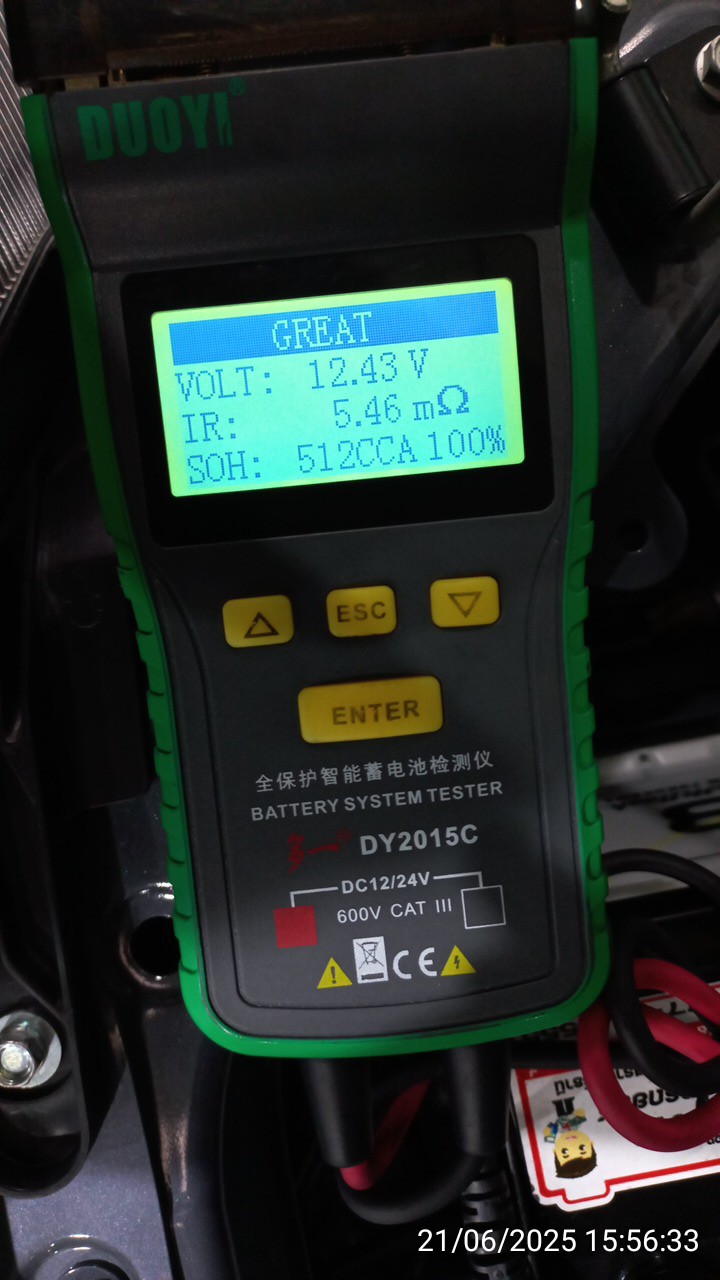 DUOYI®
GREAT
VOLT: 12.43 V
IR: 5.46 mΩ
SOH: 512CCA 100%
ESC
ENTER
全保护智能蓄电池检测仪
BATTERY SYSTEM TESTER
DY2015C
DC12/24V
600V CAT III
CE
21/06/2025 15:56:33